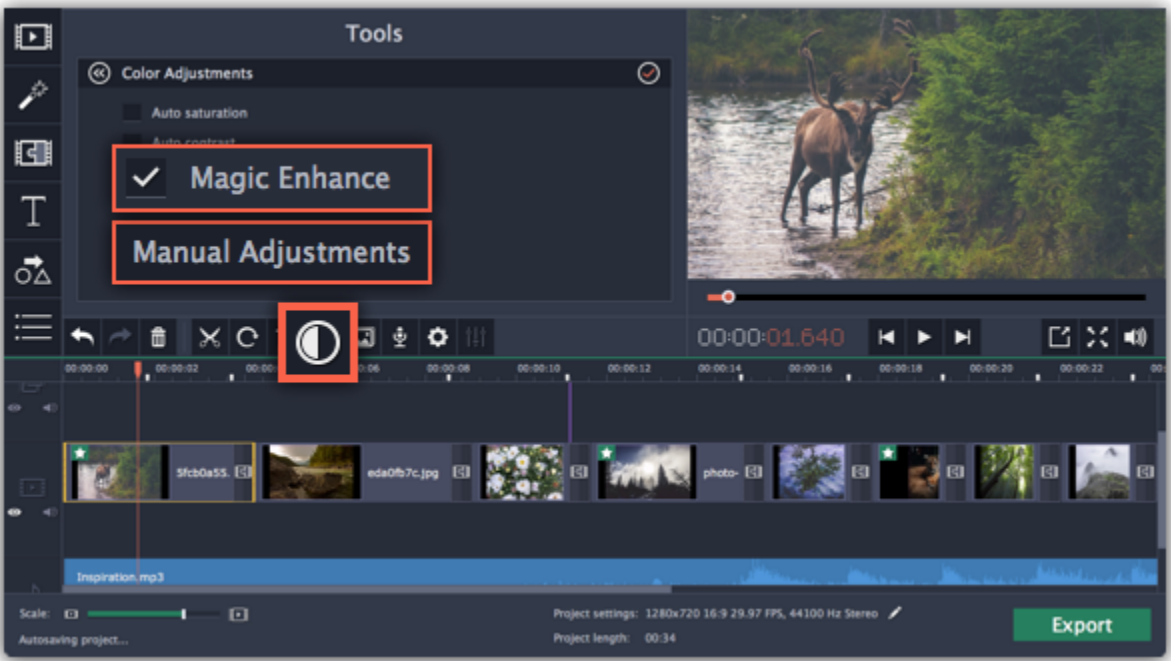 Tools
Color Adjustments
Auto saturation
Auto contrast
Magic Enhance
Manual Adjustments
T
00:00:01.640
00:00:00 00:00:02 00:00: :06 00:00:08 00:00:10 00:00:12 00:00:14 00:00:16 00:00:18 00:00:20 00:00:22 00:
5fcb0a55. eda0fb7c.jpg photo-
Inspiration.mp3
Scale:
Project settings: 1280x720 16:9 29.97 FPS, 44100 Hz Stereo
Export
Autosaving project...
Project length: 00:34